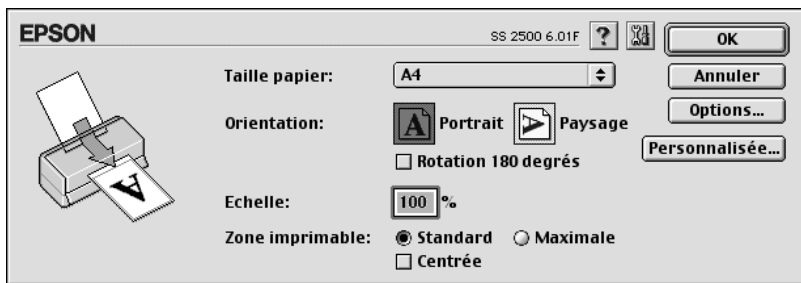 EPSON SS 2500 6.01F ? OK
Taille papier: A4 Annuler
Options...
Orientation: A Portrait A Paysage
Personnalisée...
Rotation 180 degrés
A
Echelle: 100 %
Zone imprimable: Standard Maximale
Centrée